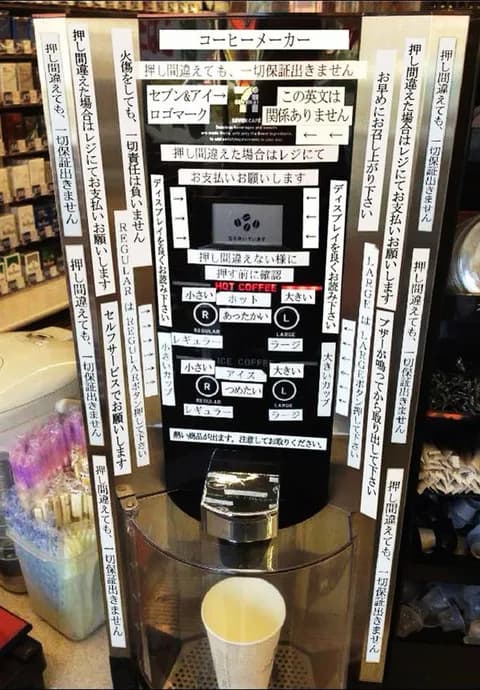 コーヒーメーカー
押し間違えても、一切保証出きません
セブン&アイ→
ロゴマーク
この英文は
関係ありません
← ←
SEVEN CAFÉ
押し間違えた場合はレジにて
お支払いお願いします
押し間違えない様に
押す前に確認
HOT COFFEE
小さい
ホット
大きい
R
あったかい
L
REGULAR
LARGE
レギュラー
ラージ
ICE COFFEE
小さい
アイス
大きい
R
つめたい
L
REGULAR
LARGE
レギュラー
ラージ
熱い商品が出ます。注意してお取りください。
ディスプレイを良くお読み下さい
ディスプレイを良くお読み下さい
小さいカップ
大きいカップ
火傷をしても、一切責任は負いません
お早めにお召し上がり下さい
REGULARはREGULARボタン押して下さい
LARGEはLARGEボタン押して下さい
押し間違えた場合はレジにてお支払いお願いします
押し間違えた場合はレジにてお支払いお願いします
セルフサービスでお願いします
ブザーが鳴ってから取り出して下さい
押し間違えても、一切保証出きません
押し間違えても、一切保証出きません
押し間違えても、一切保証出きません
押し間違えても、一切保証出きません
押し間違えても、一切保証出きません
押し間違えても、一切保証出きません